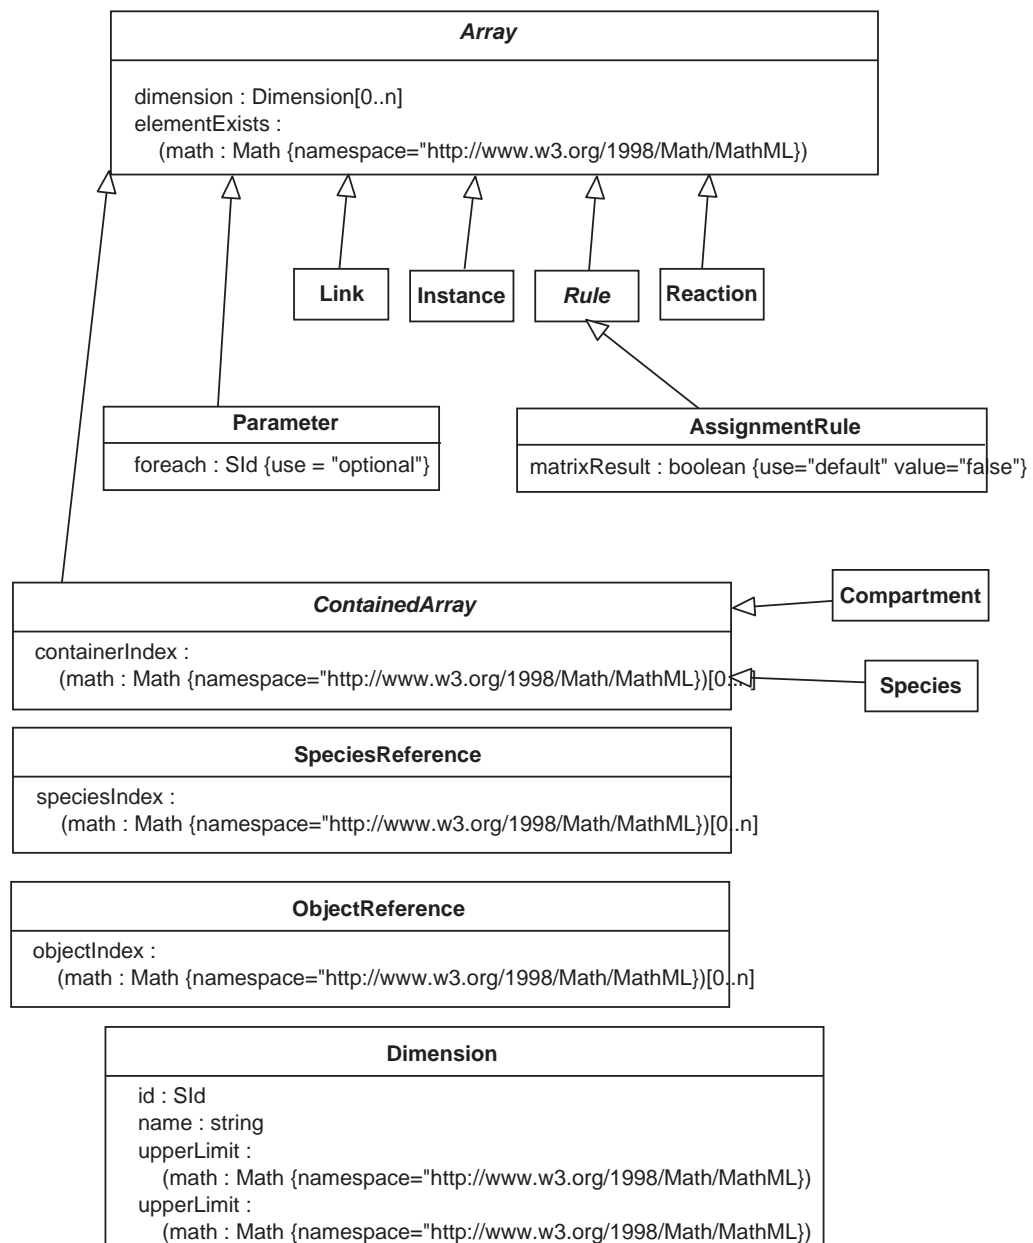 Array
dimension : Dimension[0..n]
elementExists :
(math : Math {namespace="http://www.w3.org/1998/Math/MathML})
Link
Instance
Rule
Reaction
Parameter
foreach : SId {use = "optional"}
AssignmentRule
matrixResult : boolean {use="default" value="false"}
ContainedArray
containerIndex :
(math : Math {namespace="http://www.w3.org/1998/Math/MathML})[0..n]
Compartment
Species
SpeciesReference
speciesIndex :
(math : Math {namespace="http://www.w3.org/1998/Math/MathML})[0..n]
ObjectReference
objectIndex :
(math : Math {namespace="http://www.w3.org/1998/Math/MathML})[0..n]
Dimension
id : SId
name : string
upperLimit :
(math : Math {namespace="http://www.w3.org/1998/Math/MathML})
upperLimit :
(math : Math {namespace="http://www.w3.org/1998/Math/MathML})